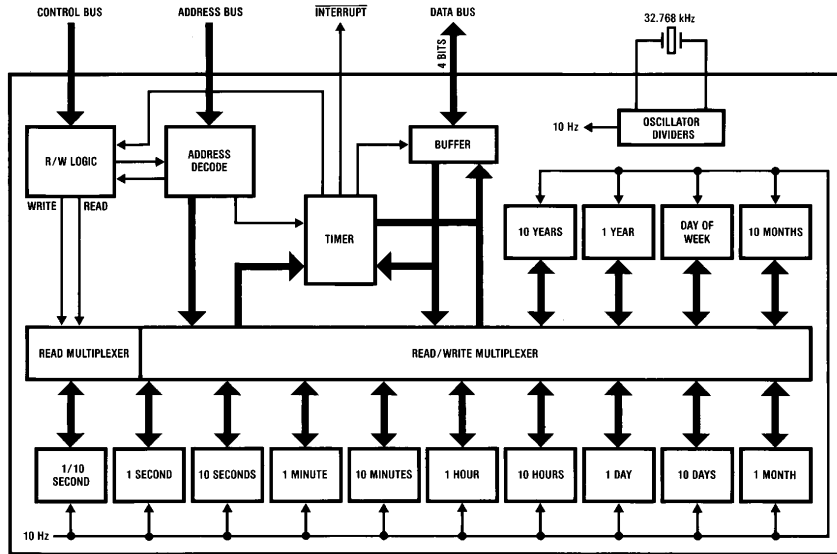 CONTROL BUS
ADDRESS BUS
INTERRUPT
DATA BUS
32.768 kHz
4 BITS
10 Hz
OSCILLATOR
DIVIDERS
R/W LOGIC
ADDRESS
DECODE
BUFFER
WRITE
READ
TIMER
10 YEARS
1 YEAR
DAY OF
WEEK
10 MONTHS
READ MULTIPLEXER
READ/WRITE MULTIPLEXER
1/10
SECOND
1 SECOND
10 SECONDS
1 MINUTE
10 MINUTES
1 HOUR
10 HOURS
1 DAY
10 DAYS
1 MONTH
10 Hz